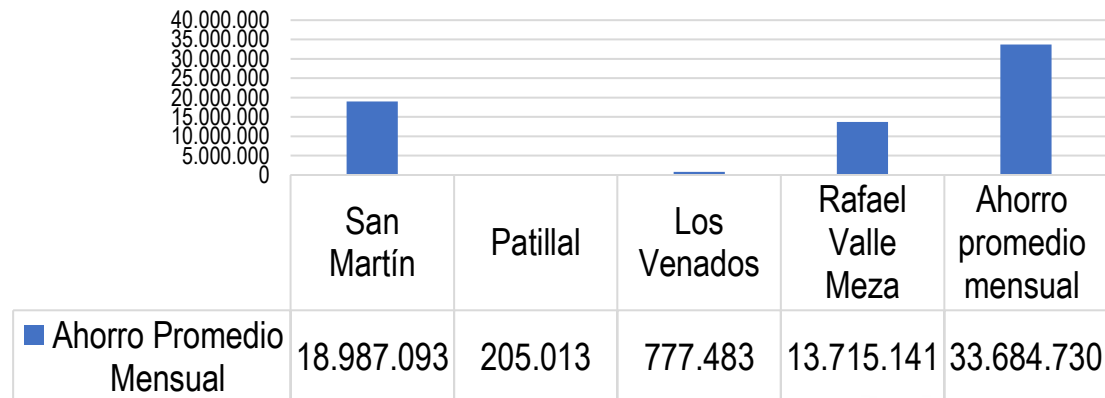 40.000.000
35.000.000
30.000.000
25.000.000
20.000.000
15.000.000
10.000.000
5.000.000
0
San
Martín
Patillal
Los
Venados
Rafael
Valle
Meza
Ahorro
promedio
mensual
Ahorro Promedio
Mensual
18.987.093 205.013 777.483 13.715.141 33.684.730